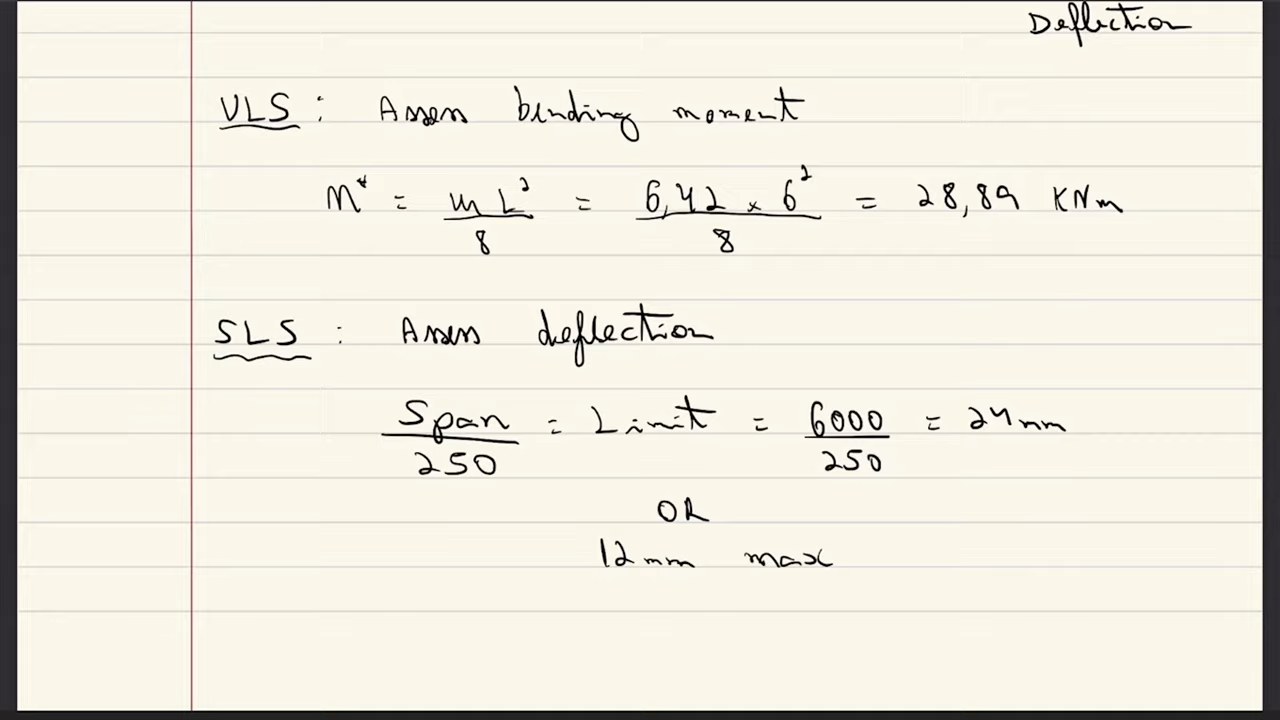 Deflection
ULS : Assess bending moment
M* = wL² / 8 = 6,42 x 6² / 8 = 28,89 KNm
SLS : Assess deflection
Span / 250 = Limit = 6000 / 250 = 24mm
OR
12mm max